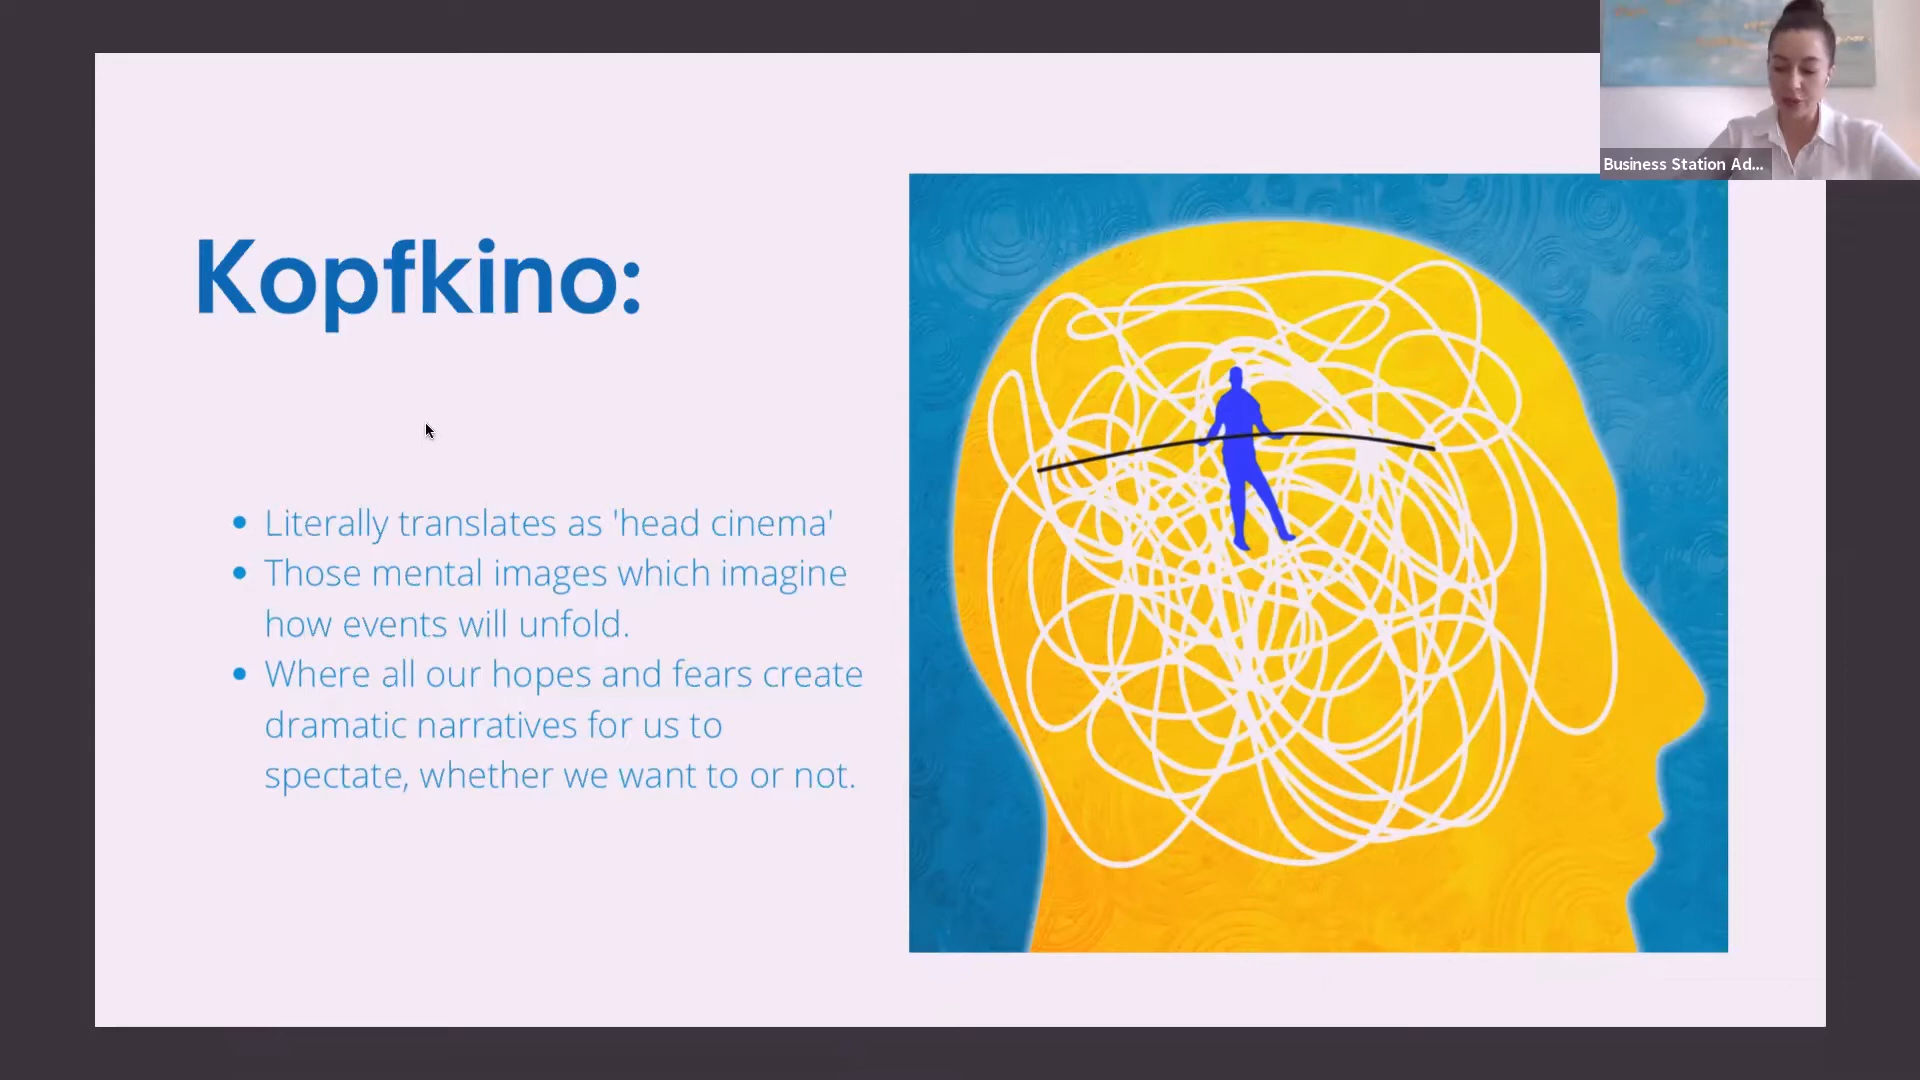 Business Station Ad...
Kopfkino:
• Literally translates as 'head cinema'
• Those mental images which imagine
how events will unfold.
• Where all our hopes and fears create
dramatic narratives for us to
spectate, whether we want to or not.